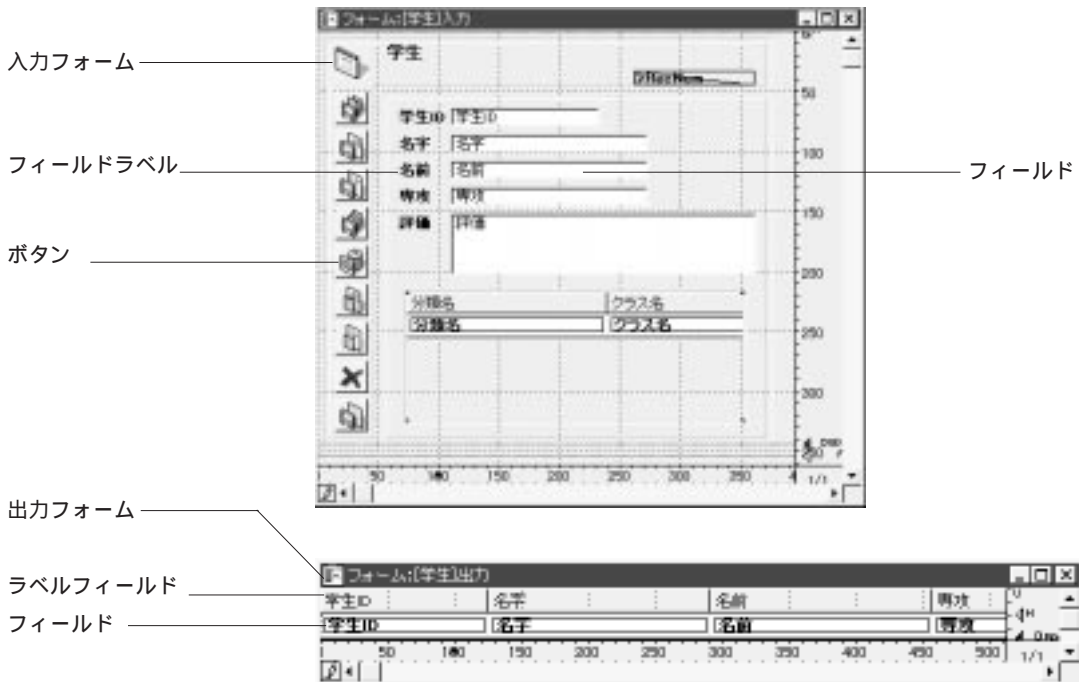 フォーム:[学生]入力
入力フォーム
学生
50
学生ID 学生ID
名字 名字
100
フィールドラベル
名前 名前
フィールド
専攻 専攻
150
評価 評価
ボタン
200
分類名 クラス名
分類名 クラス名
250
300
50 100 150 200 250 300 350 4 1/1
出力フォーム
フォーム:[学生]出力
ラベルフィールド
学生ID 名字 名前 専攻
フィールド
学生ID 名字 名前 専攻
50 100 150 200 250 300 350 400 450 500 1/1